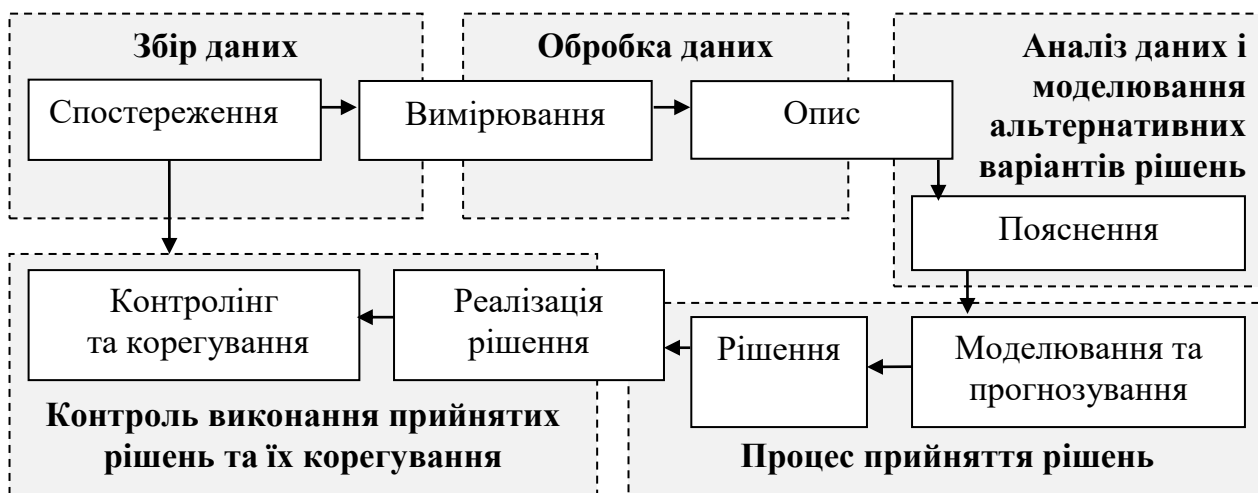 Збір даних
Обробка даних
Аналіз даних і
моделювання
альтернативних
варіантів рішень
Спостереження
Вимірювання
Опис
Пояснення
Контролінг
та корегування
Реалізація
рішення
Рішення
Моделювання та
прогнозування
Контроль виконання прийнятих
рішень та їх корегування
Процес прийняття рішень